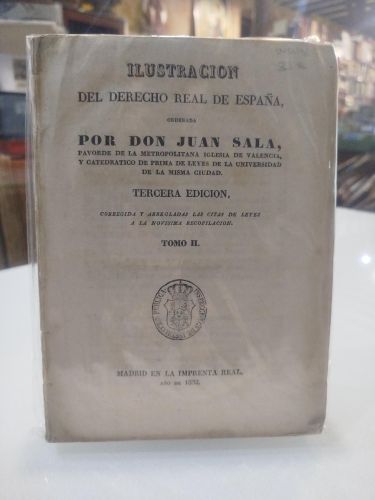 ILUSTRACION
DEL DERECHO REAL DE ESPAÑA,
ORDENADA
POR DON JUAN SALA,
PAVORDE DE LA METROPOLITANA IGLESIA DE VALENCIA,
Y CATEDRATICO DE PRIMA DE LEYES DE LA UNIVERSIDAD
DE LA MISMA CIUDAD.
TERCERA EDICION,
CORREGIDA Y ARREGLADAS LAS CITAS DE LEYES
A LA NOVISIMA RECOPILACION.
TOMO II.
MADRID EN LA IMPRENTA REAL,
AÑO DE 1832.